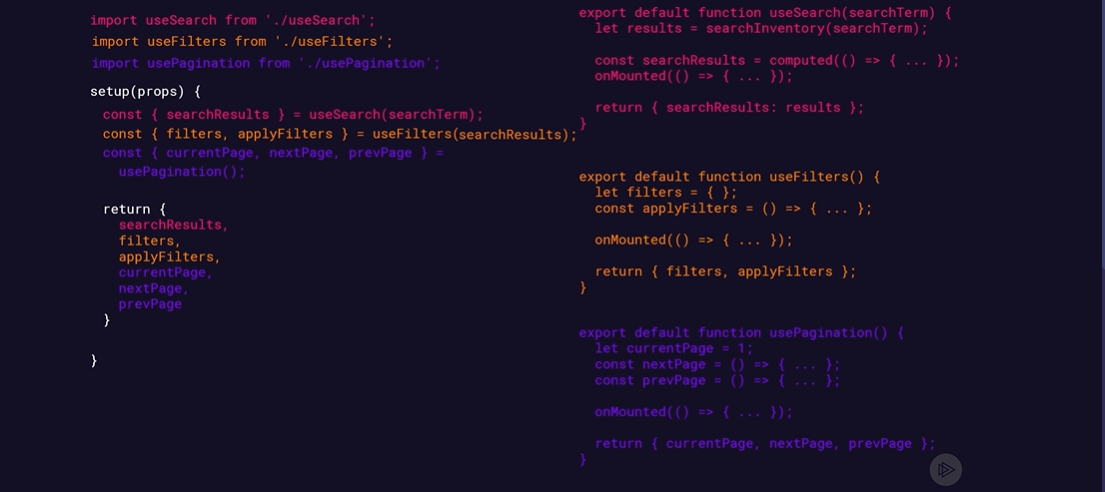 import useSearch from './useSearch';
import useFilters from './useFilters';
import usePagination from './usePagination';
setup(props) {
const { searchResults } = useSearch(searchTerm);
const { filters, applyFilters } = useFilters(searchResults);
const { currentPage, nextPage, prevPage } =
usePagination();
return {
searchResults,
filters,
applyFilters,
currentPage,
nextPage,
prevPage
}
}
export default function useSearch(searchTerm) {
let results = searchInventory(searchTerm);
const searchResults = computed(() => { ... });
onMounted(() => { ... });
return { searchResults: results };
}
export default function useFilters() {
let filters = { };
const applyFilters = () => { ... };
onMounted(() => { ... });
return { filters, applyFilters };
}
export default function usePagination() {
let currentPage = 1;
const nextPage = () => { ... };
const prevPage = () => { ... };
onMounted(() => { ... });
return { currentPage, nextPage, prevPage };
}